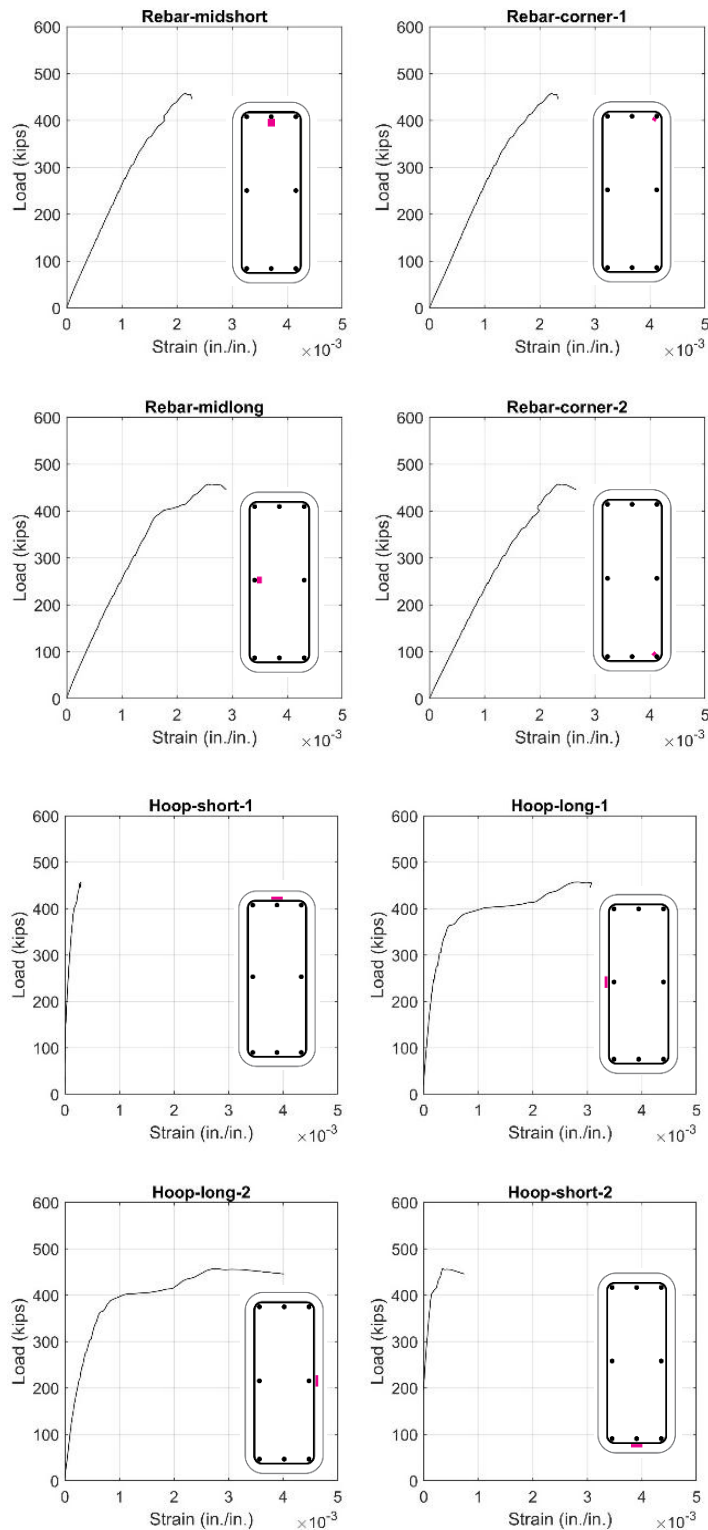 Rebar-midshort
600
500
400
300
200
100
0
Load (kips)
0 1 2 3 4 5
Strain (in./in.) ×10⁻³
Rebar-corner-1
600
500
400
300
200
100
0
Load (kips)
0 1 2 3 4 5
Strain (in./in.) ×10⁻³
Rebar-midlong
600
500
400
300
200
100
0
Load (kips)
0 1 2 3 4 5
Strain (in./in.) ×10⁻³
Rebar-corner-2
600
500
400
300
200
100
0
Load (kips)
0 1 2 3 4 5
Strain (in./in.) ×10⁻³
Hoop-short-1
600
500
400
300
200
100
0
Load (kips)
0 1 2 3 4 5
Strain (in./in.) ×10⁻³
Hoop-long-1
600
500
400
300
200
100
0
Load (kips)
0 1 2 3 4 5
Strain (in./in.) ×10⁻³
Hoop-long-2
600
500
400
300
200
100
0
Load (kips)
0 1 2 3 4 5
Strain (in./in.) ×10⁻³
Hoop-short-2
600
500
400
300
200
100
0
Load (kips)
0 1 2 3 4 5
Strain (in./in.) ×10⁻³